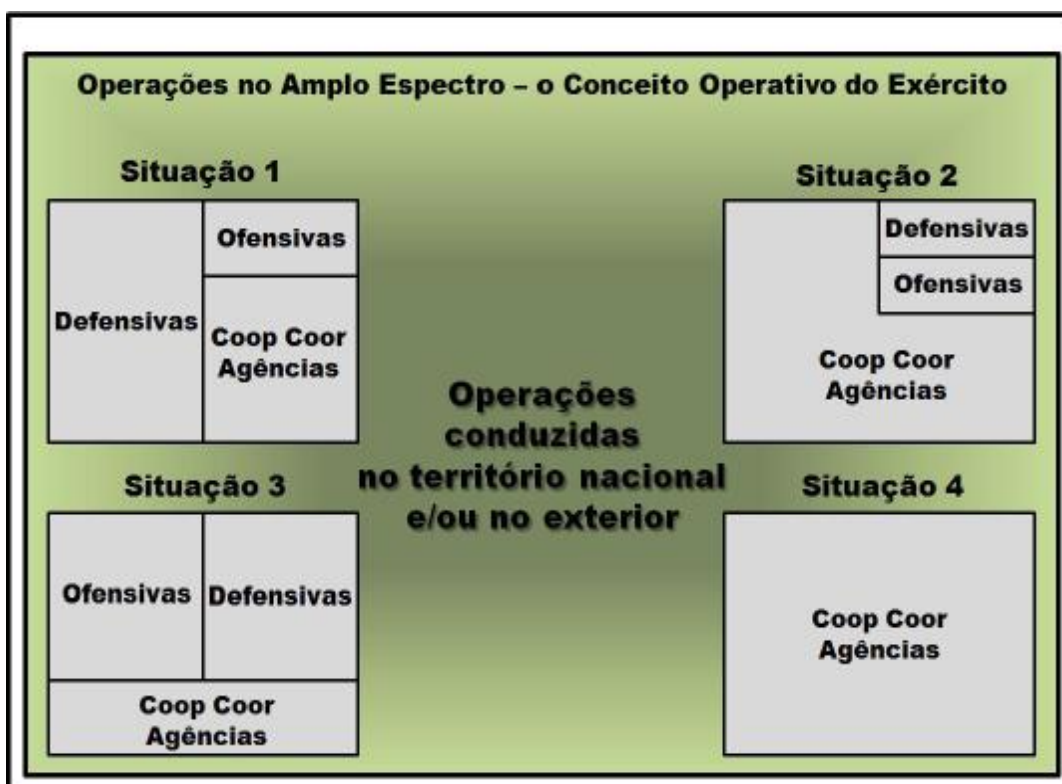 Operações no Amplo Espectro – o Conceito Operativo do Exército
Situação 1
Defensivas
Ofensivas
Coop Coor
Agências
Situação 2
Defensivas
Ofensivas
Coop Coor
Agências
Operações
conduzidas
no território nacional
e/ou no exterior
Situação 3
Ofensivas
Defensivas
Coop Coor
Agências
Situação 4
Coop Coor
Agências